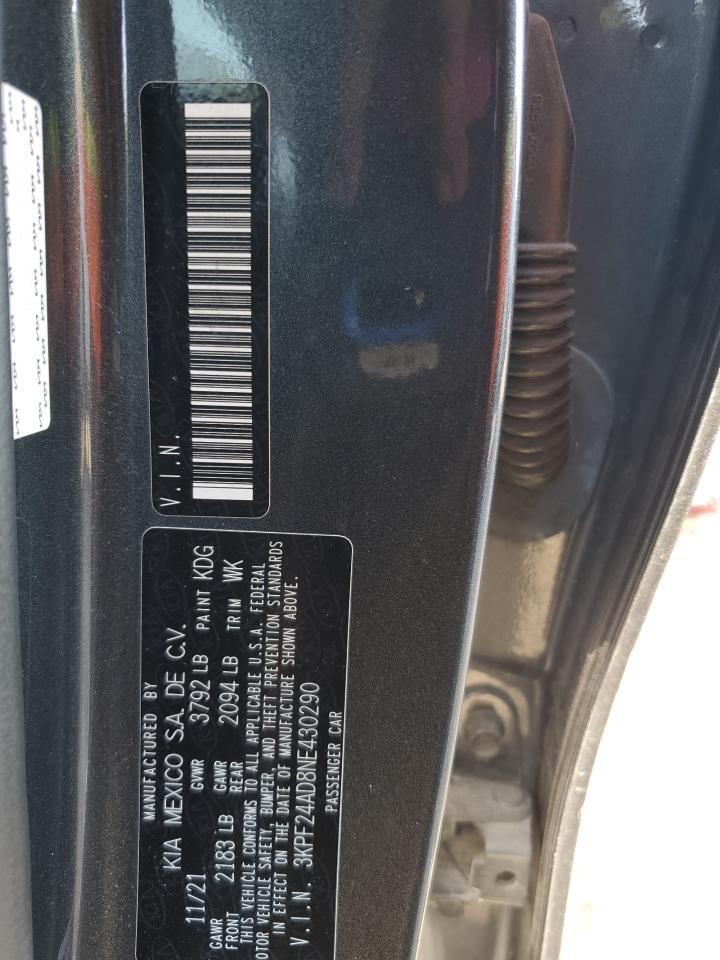 V.I.N.
MANUFACTURED BY
KIA MEXICO S.A. DE C.V.
11/21 GVWR 3792 LB PAINT KDG
GAWR FRONT 2183 LB GAWR REAR 2094 LB TRIM WK
THIS VEHICLE CONFORMS TO ALL APPLICABLE U.S.A. FEDERAL
OTOR VEHICLE SAFETY, BUMPER, AND THEFT PREVENTION STANDARDS
IN EFFECT ON THE DATE OF MANUFACTURE SHOWN ABOVE.
V.I.N. 3KPF24AD8NE430290
PASSENGER CAR